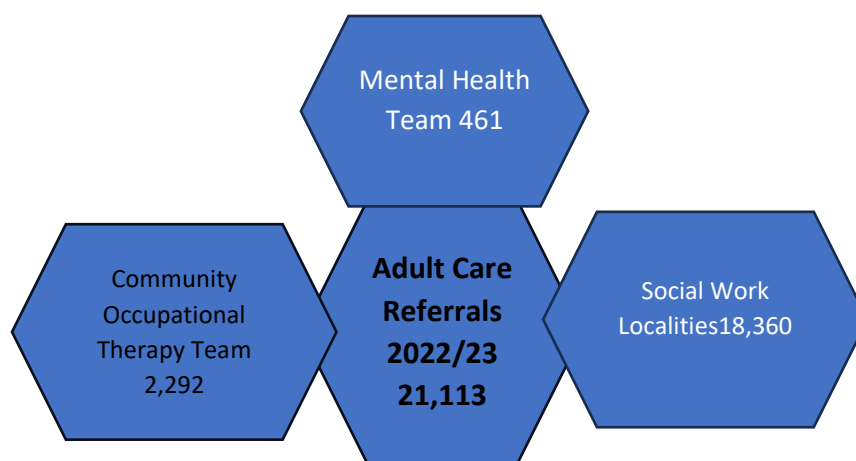 Mental Health
Team 461
Adult Care
Referrals
2022/23
21,113
Community
Occupational
Therapy Team
2,292
Social Work
Localities18,360